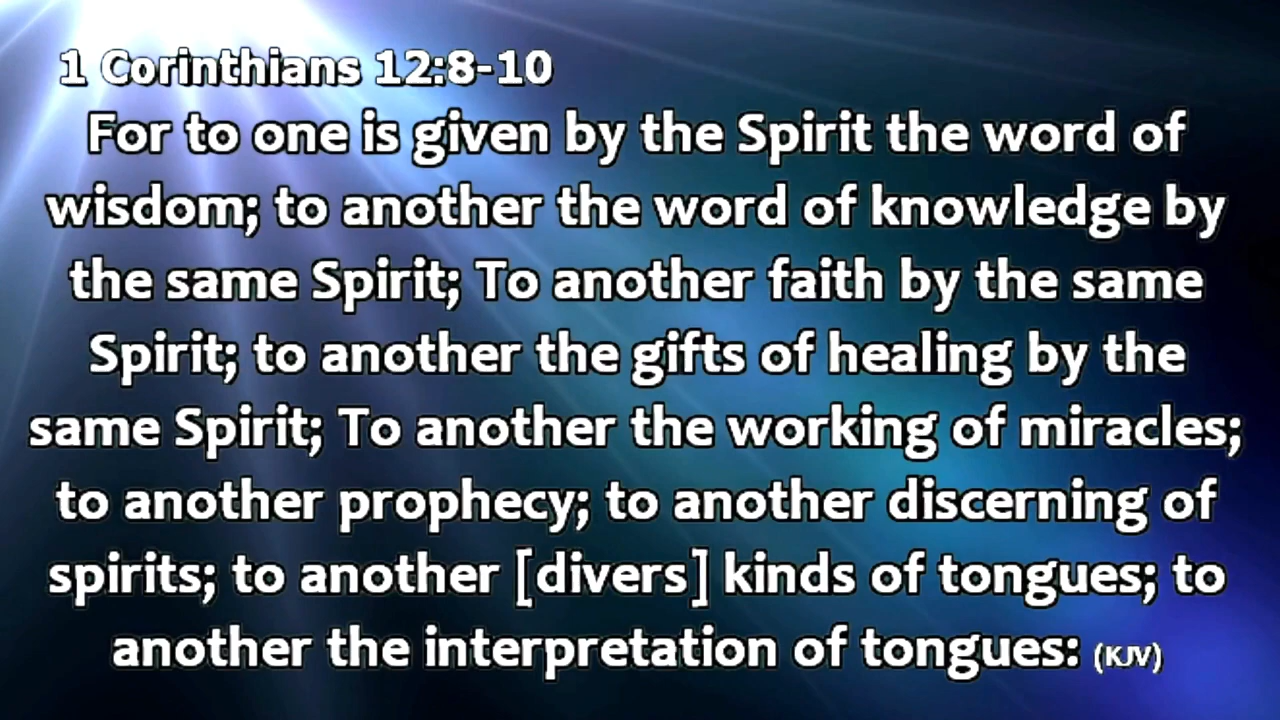 1 Corinthians 12:8-10
For to one is given by the Spirit the word of
wisdom; to another the word of knowledge by
the same Spirit; To another faith by the same
Spirit; to another the gifts of healing by the
same Spirit; To another the working of miracles;
to another prophecy; to another discerning of
spirits; to another [divers] kinds of tongues; to
another the interpretation of tongues: (KJV)